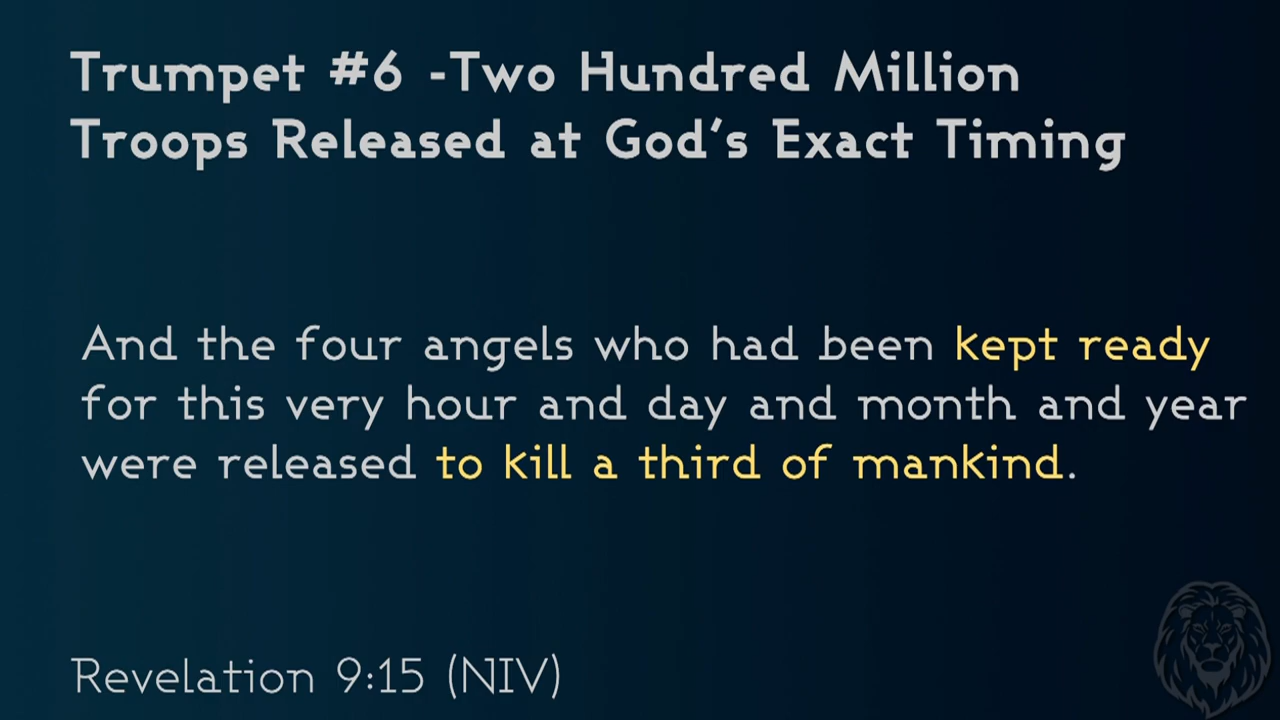 Trumpet #6 -Two Hundred Million
Troops Released at God's Exact Timing
And the four angels who had been kept ready
for this very hour and day and month and year
were released to kill a third of mankind.
Revelation 9:15 (NIV)